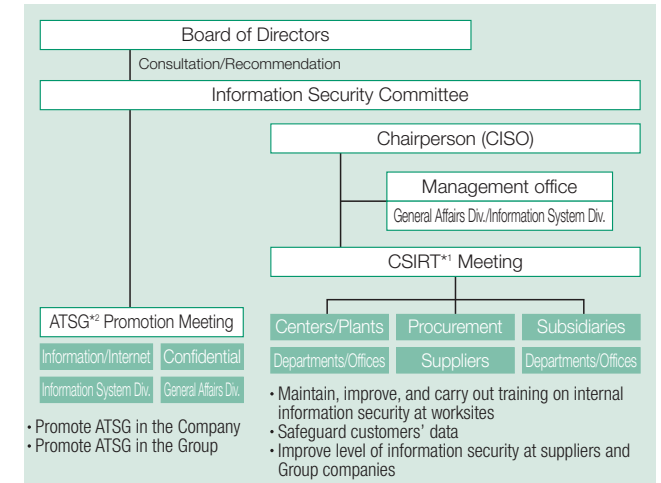 Board of Directors
Consultation/Recommendation
Information Security Committee
Chairperson (CISO)
Management office
General Affairs Div./Information System Div.
CSIRT*1 Meeting
ATSG*2 Promotion Meeting
Information/Internet Confidential
Information System Div. General Affairs Div.
Centers/Plants Procurement Subsidiaries
Departments/Offices Suppliers Departments/Offices
・Promote ATSG in the Company
・Promote ATSG in the Group
・Maintain, improve, and carry out training on internal
information security at worksites
・Safeguard customers’ data
・Improve level of information security at suppliers and
Group companies